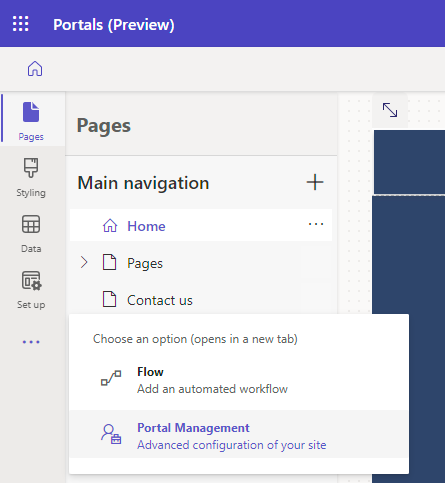 Portals (Preview)
Pages
Pages
Main navigation
Styling
Home
Data
Pages
Set up
Contact us
Choose an option (opens in a new tab)
Flow
Add an automated workflow
Portal Management
Advanced configuration of your site